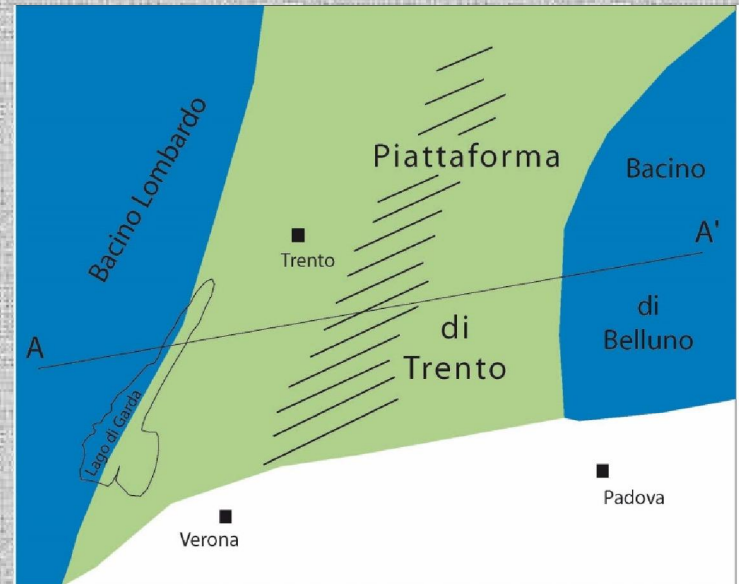 Bacino Lombardo
Piattaforma
Bacino
Trento
A'
di
Belluno
A
di
Trento
Lago di Garda
Padova
Verona